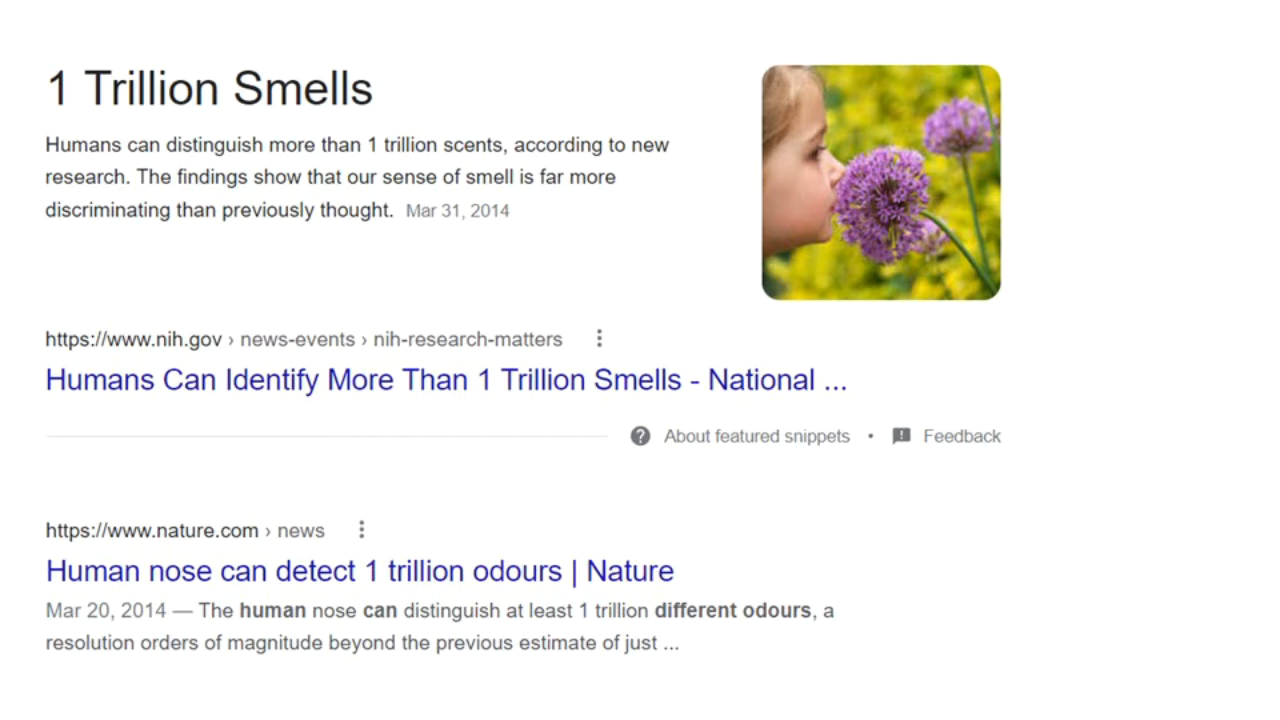 1 Trillion Smells
Humans can distinguish more than 1 trillion scents, according to new
research. The findings show that our sense of smell is far more
discriminating than previously thought. Mar 31, 2014
https://www.nih.gov › news-events › nih-research-matters
Humans Can Identify More Than 1 Trillion Smells - National ...
About featured snippets • Feedback
https://www.nature.com › news
Human nose can detect 1 trillion odours | Nature
Mar 20, 2014 — The human nose can distinguish at least 1 trillion different odours, a
resolution orders of magnitude beyond the previous estimate of just ...